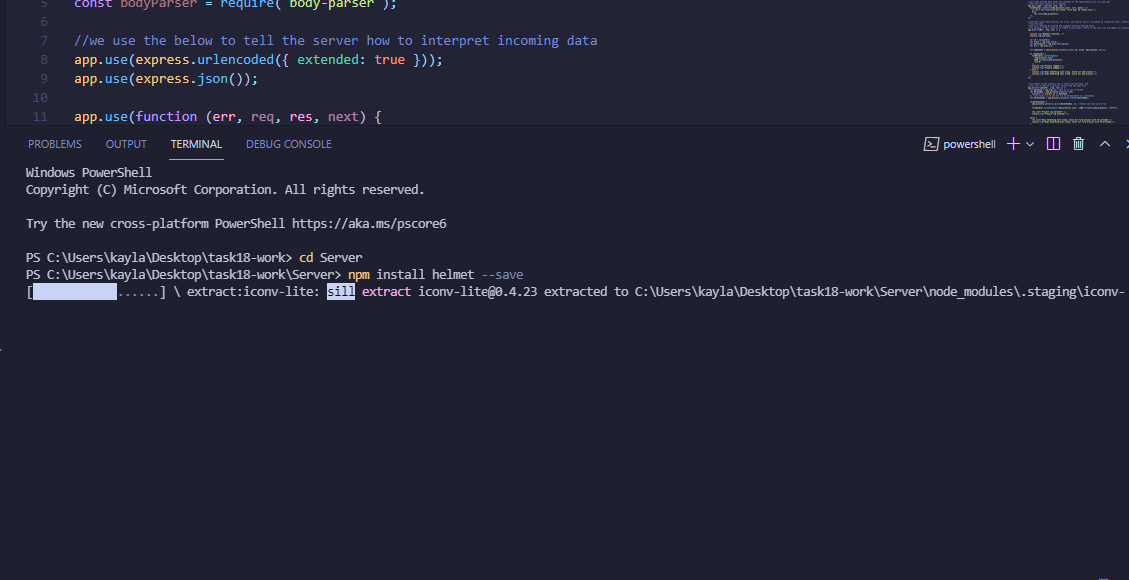 5 const bodyParser = require("body-parser");
6
7 //we use the below to tell the server how to interpret incoming data
8 app.use(express.urlencoded({ extended: true }));
9 app.use(express.json());
10
11 app.use(function (err, req, res, next) {
PROBLEMS OUTPUT TERMINAL DEBUG CONSOLE powershell
Windows PowerShell
Copyright (C) Microsoft Corporation. All rights reserved.
Try the new cross-platform PowerShell https://aka.ms/pscore6
PS C:\Users\kayla\Desktop\task18-work> cd Server
PS C:\Users\kayla\Desktop\task18-work\Server> npm install helmet --save
[ ......] \ extract:iconv-lite: sill extract iconv-lite@0.4.23 extracted to C:\Users\kayla\Desktop\task18-work\Server\node_modules\.staging\iconv-